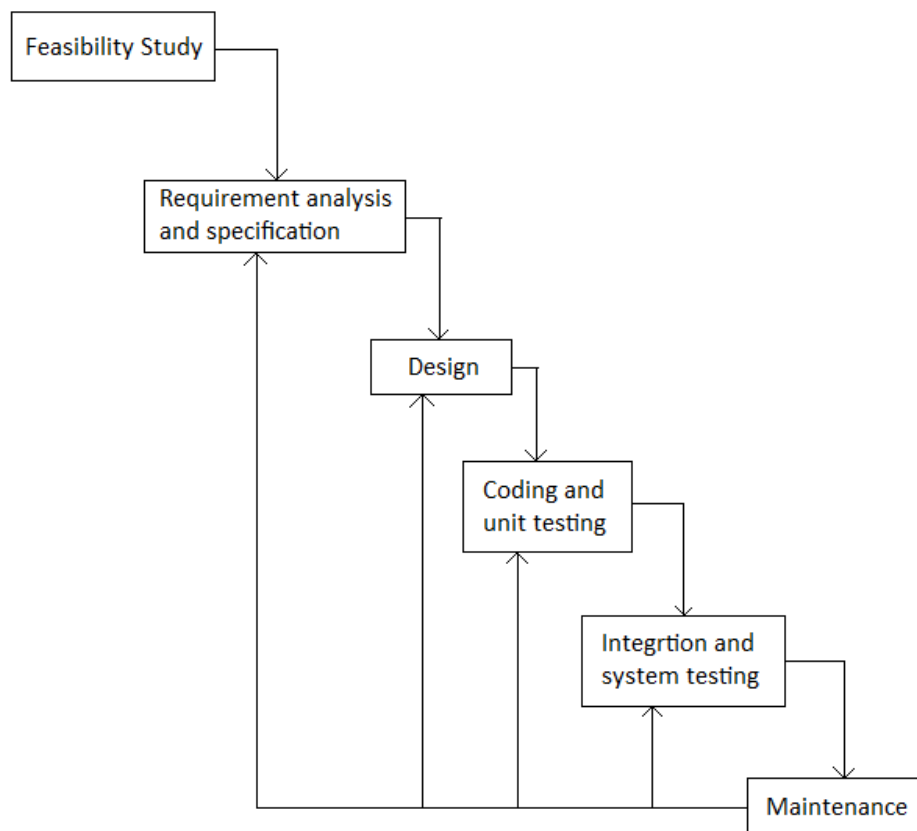 Feasibility Study
Requirement analysis
and specification
Design
Coding and
unit testing
Integrtion and
system testing
Maintenance